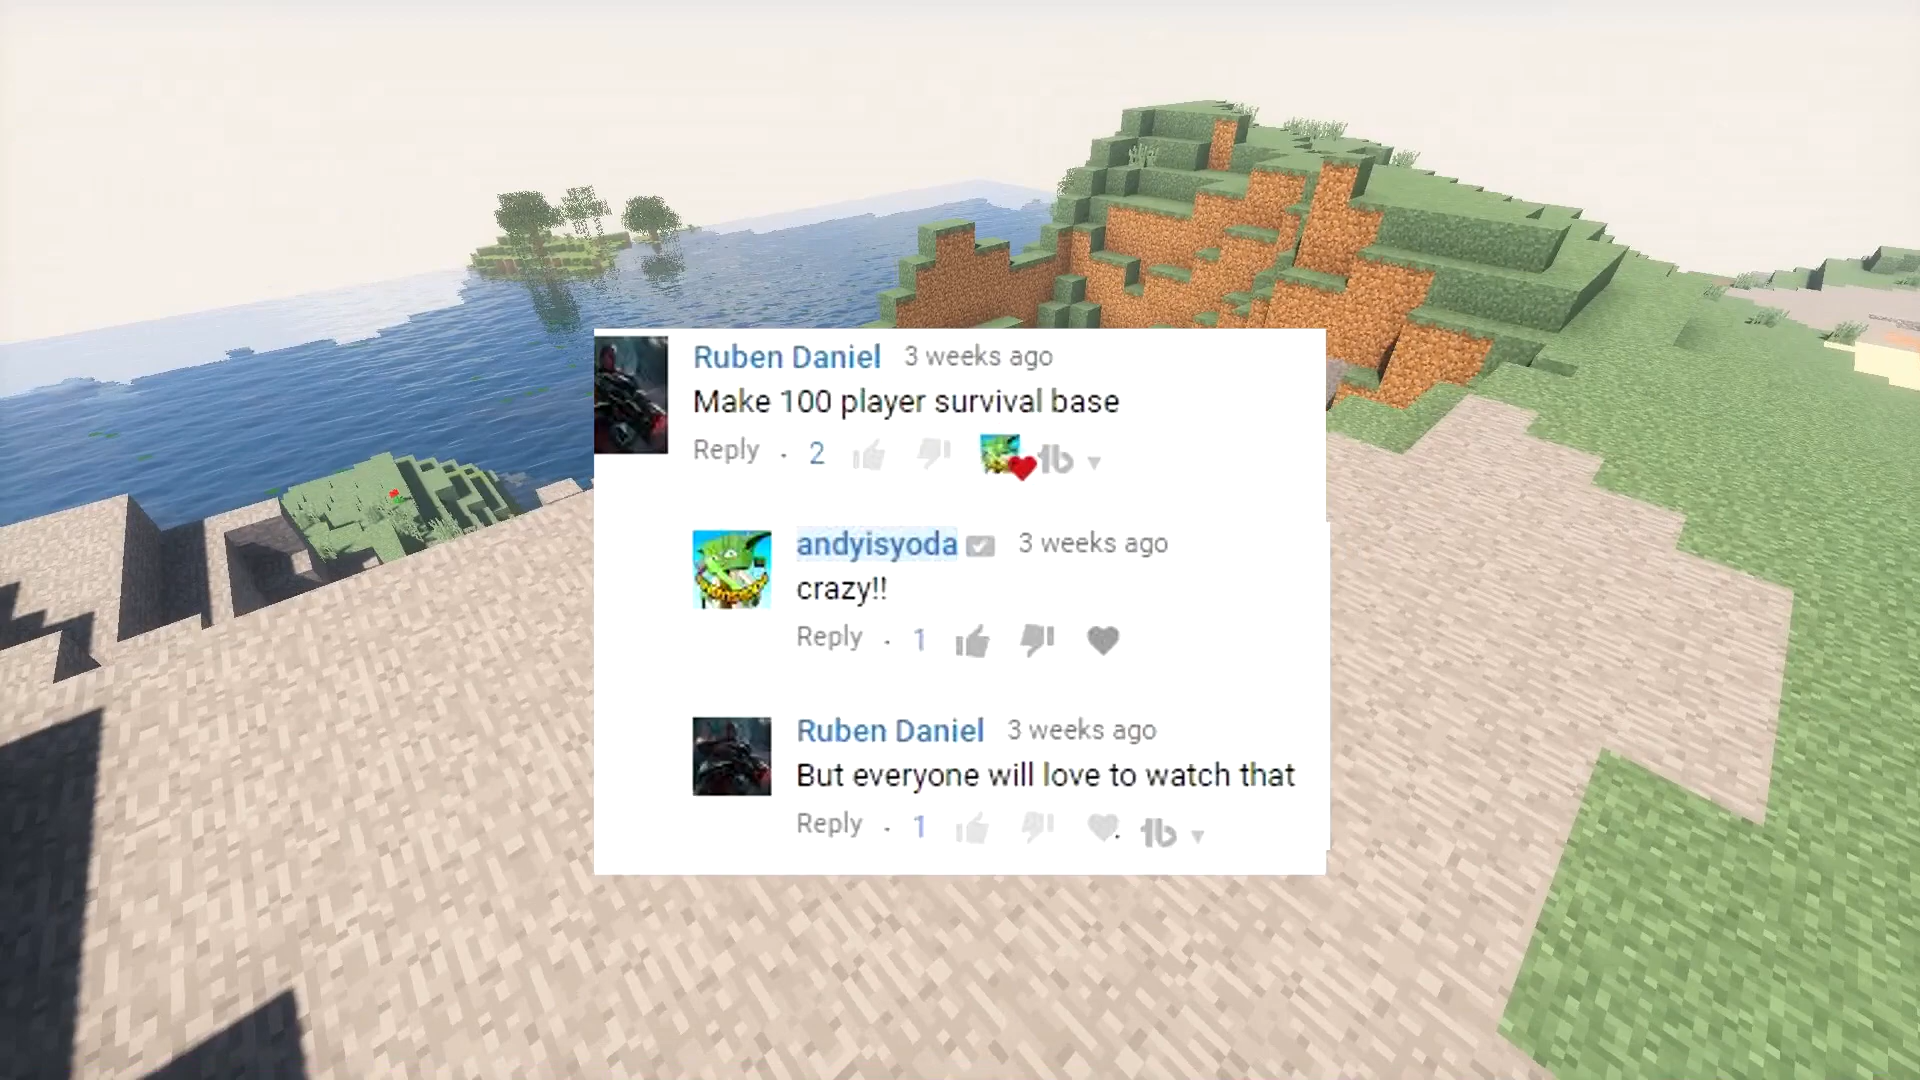 Ruben Daniel 3 weeks ago
Make 100 player survival base
Reply · 2
andyisyoda 3 weeks ago
crazy!!
Reply · 1
Ruben Daniel 3 weeks ago
But everyone will love to watch that
Reply · 1